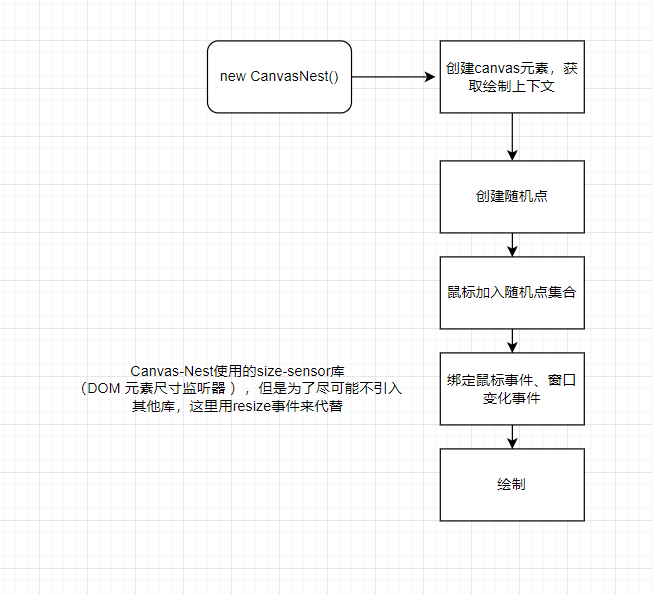 new CanvasNest()
创建canvas元素，获
取绘制上下文
创建随机点
鼠标加入随机点集合
Canvas-Nest使用的size-sensor库
（DOM 元素尺寸监听器 ），但是为了尽可能不引入
其他库，这里用resize事件来代替
绑定鼠标事件、窗口
变化事件
绘制